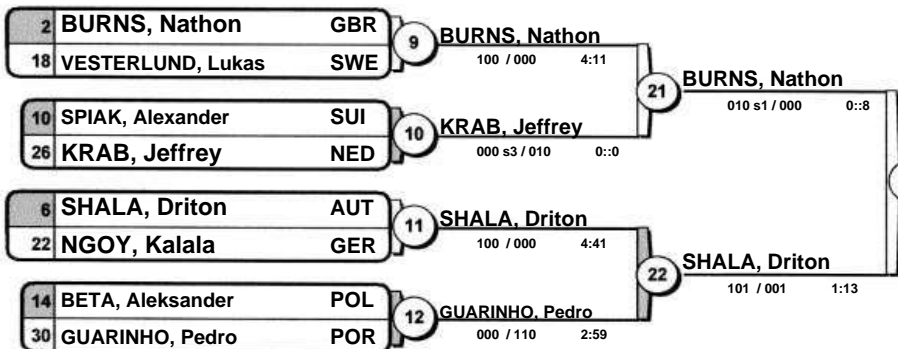 2 BURNS, Nathon GBR
18 VESTERLUND, Lukas SWE
9
BURNS, Nathon
100 / 000 4:11
10 SPIAK, Alexander SUI
26 KRAB, Jeffrey NED
10
KRAB, Jeffrey
000 s3 / 010 0::0
21
BURNS, Nathon
010 s1 / 000 0::8
6 SHALA, Driton AUT
22 NGOY, Kalala GER
11
SHALA, Driton
100 / 000 4:41
14 BETA, Aleksander POL
30 GUARINHO, Pedro POR
12
GUARINHO, Pedro
000 / 110 2:59
22
SHALA, Driton
101 / 001 1:13